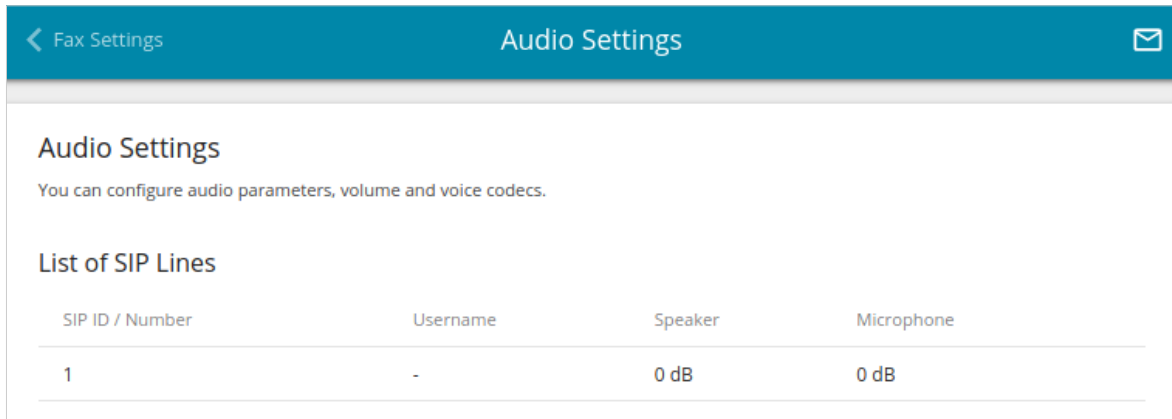 Fax Settings Audio Settings
Audio Settings
You can configure audio parameters, volume and voice codecs.
List of SIP Lines
SIP ID / Number Username Speaker Microphone
1 - 0 dB 0 dB